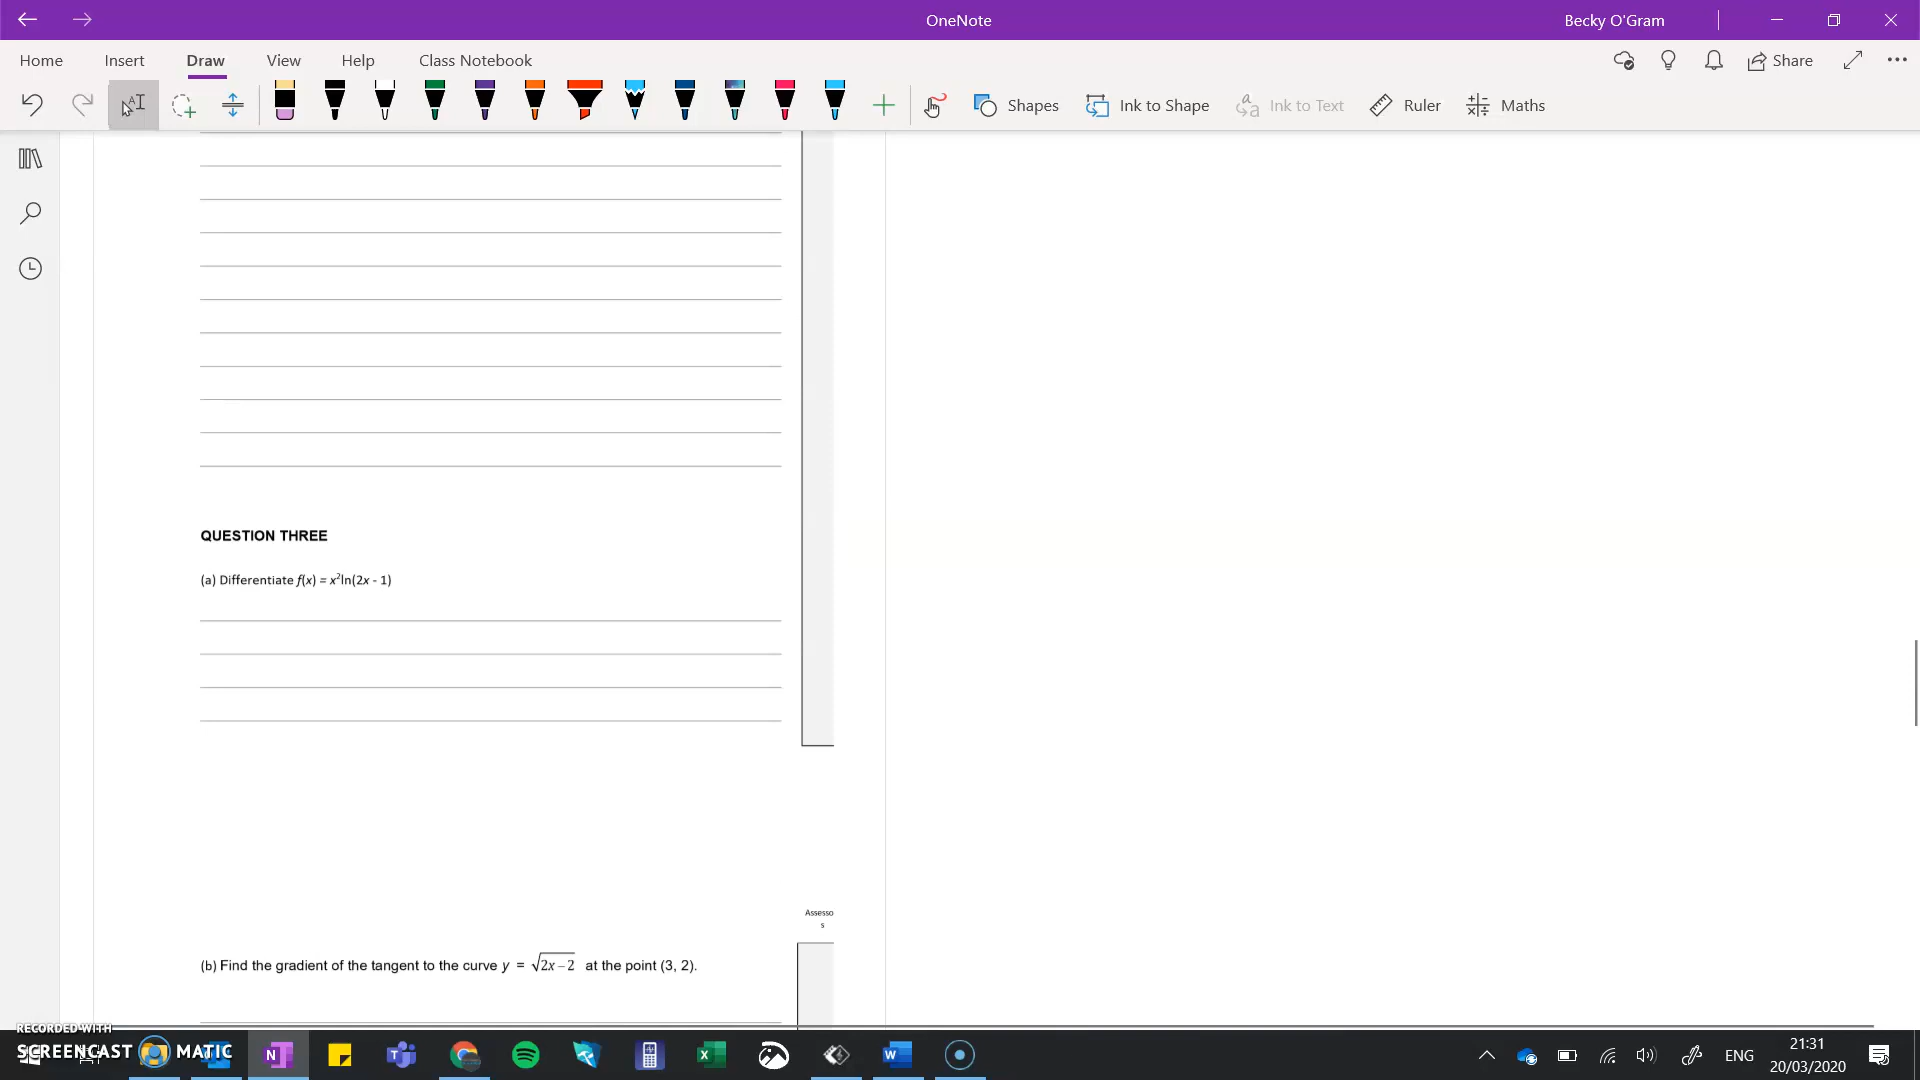 OneNote
Becky O'Gram
Home Insert Draw View Help Class Notebook
Share
Shapes Ink to Shape Ink to Text Ruler Maths
QUESTION THREE
(a) Differentiate f(x) = x²ln(2x - 1)
Assesso
s
(b) Find the gradient of the tangent to the curve y = √2x – 2 at the point (3, 2).
RECORDED WITH
SCREENCAST MATIC
ENG
21:31
20/03/2020